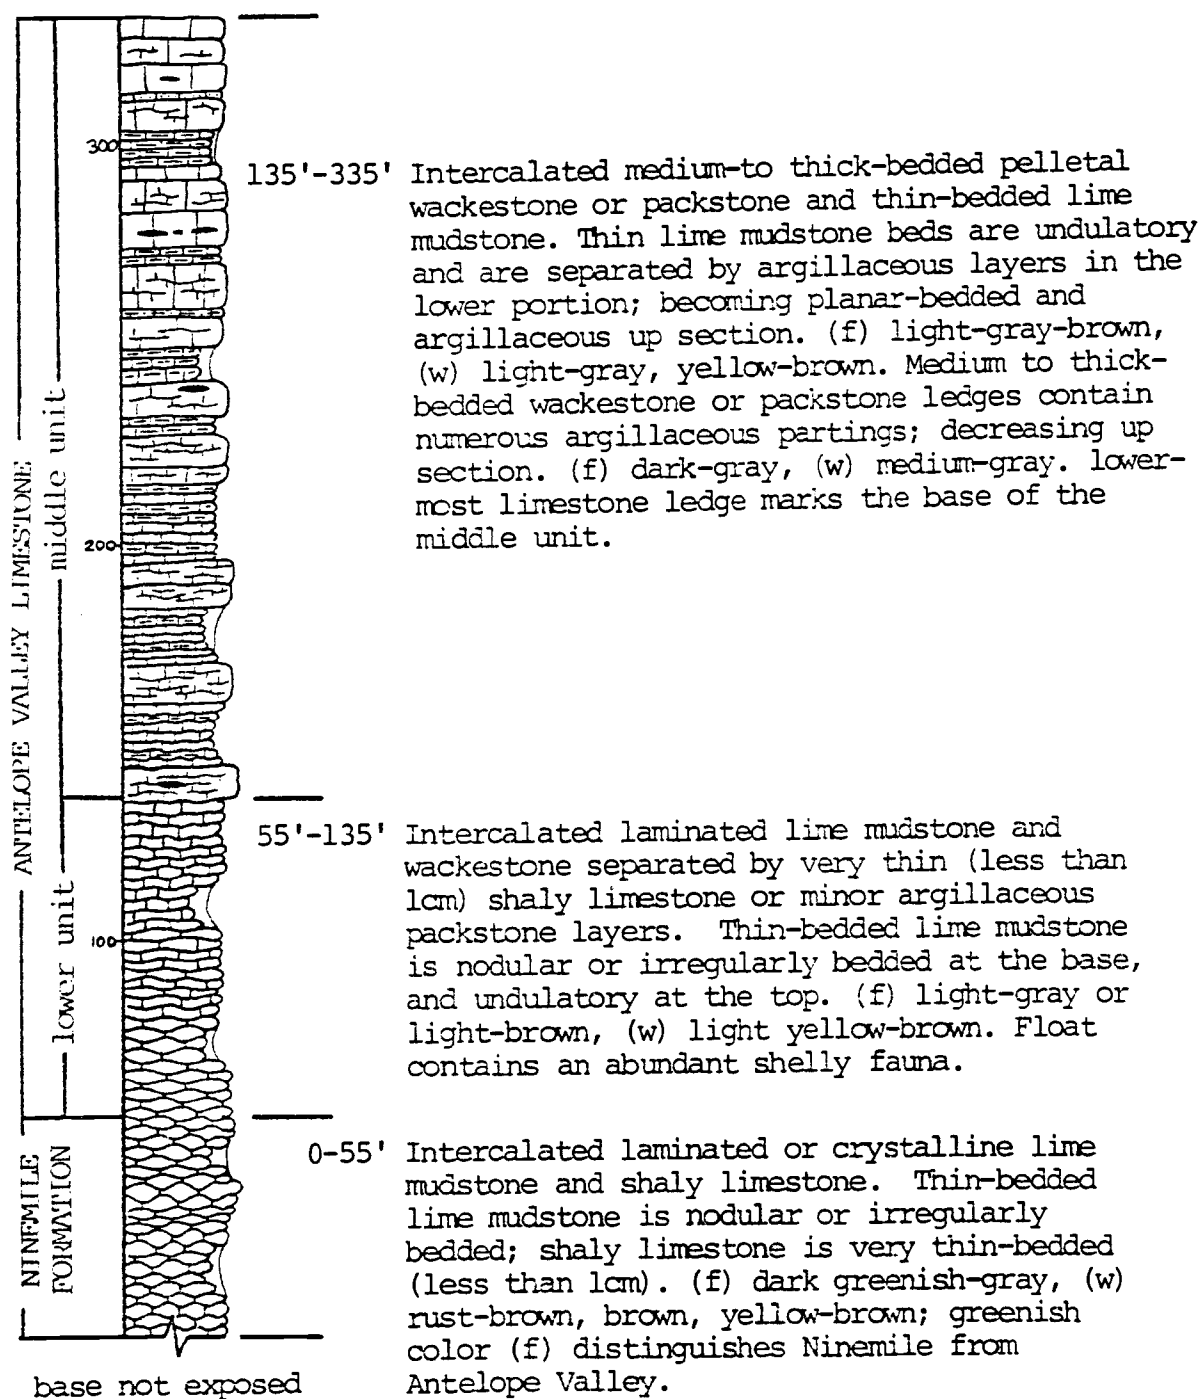 300
135'-335' Intercalated medium-to thick-bedded pelletal
wackestone or packstone and thin-bedded lime
mudstone. Thin lime mudstone beds are undulatory
and are separated by argillaceous layers in the
lower portion; becoming planar-bedded and
argillaceous up section. (f) light-gray-brown,
(w) light-gray, yellow-brown. Medium to thick-
bedded wackestone or packstone ledges contain
numerous argillaceous partings; decreasing up
section. (f) dark-gray, (w) medium-gray. lower-
most limestone ledge marks the base of the
middle unit.
ANTELOPE VALLEY LIMESTONE
middle unit
200
55'-135' Intercalated laminated lime mudstone and
wackestone separated by very thin (less than
1cm) shaly limestone or minor argillaceous
packstone layers. Thin-bedded lime mudstone
is nodular or irregularly bedded at the base,
and undulatory at the top. (f) light-gray or
light-brown, (w) light yellow-brown. Float
contains an abundant shelly fauna.
lower unit
100
0-55' Intercalated laminated or crystalline lime
mudstone and shaly limestone. Thin-bedded
lime mudstone is nodular or irregularly
bedded; shaly limestone is very thin-bedded
(less than 1cm). (f) dark greenish-gray, (w)
rust-brown, brown, yellow-brown; greenish
color (f) distinguishes Ninemile from
Antelope Valley.
NINEMILE
FORMATION
base not exposed